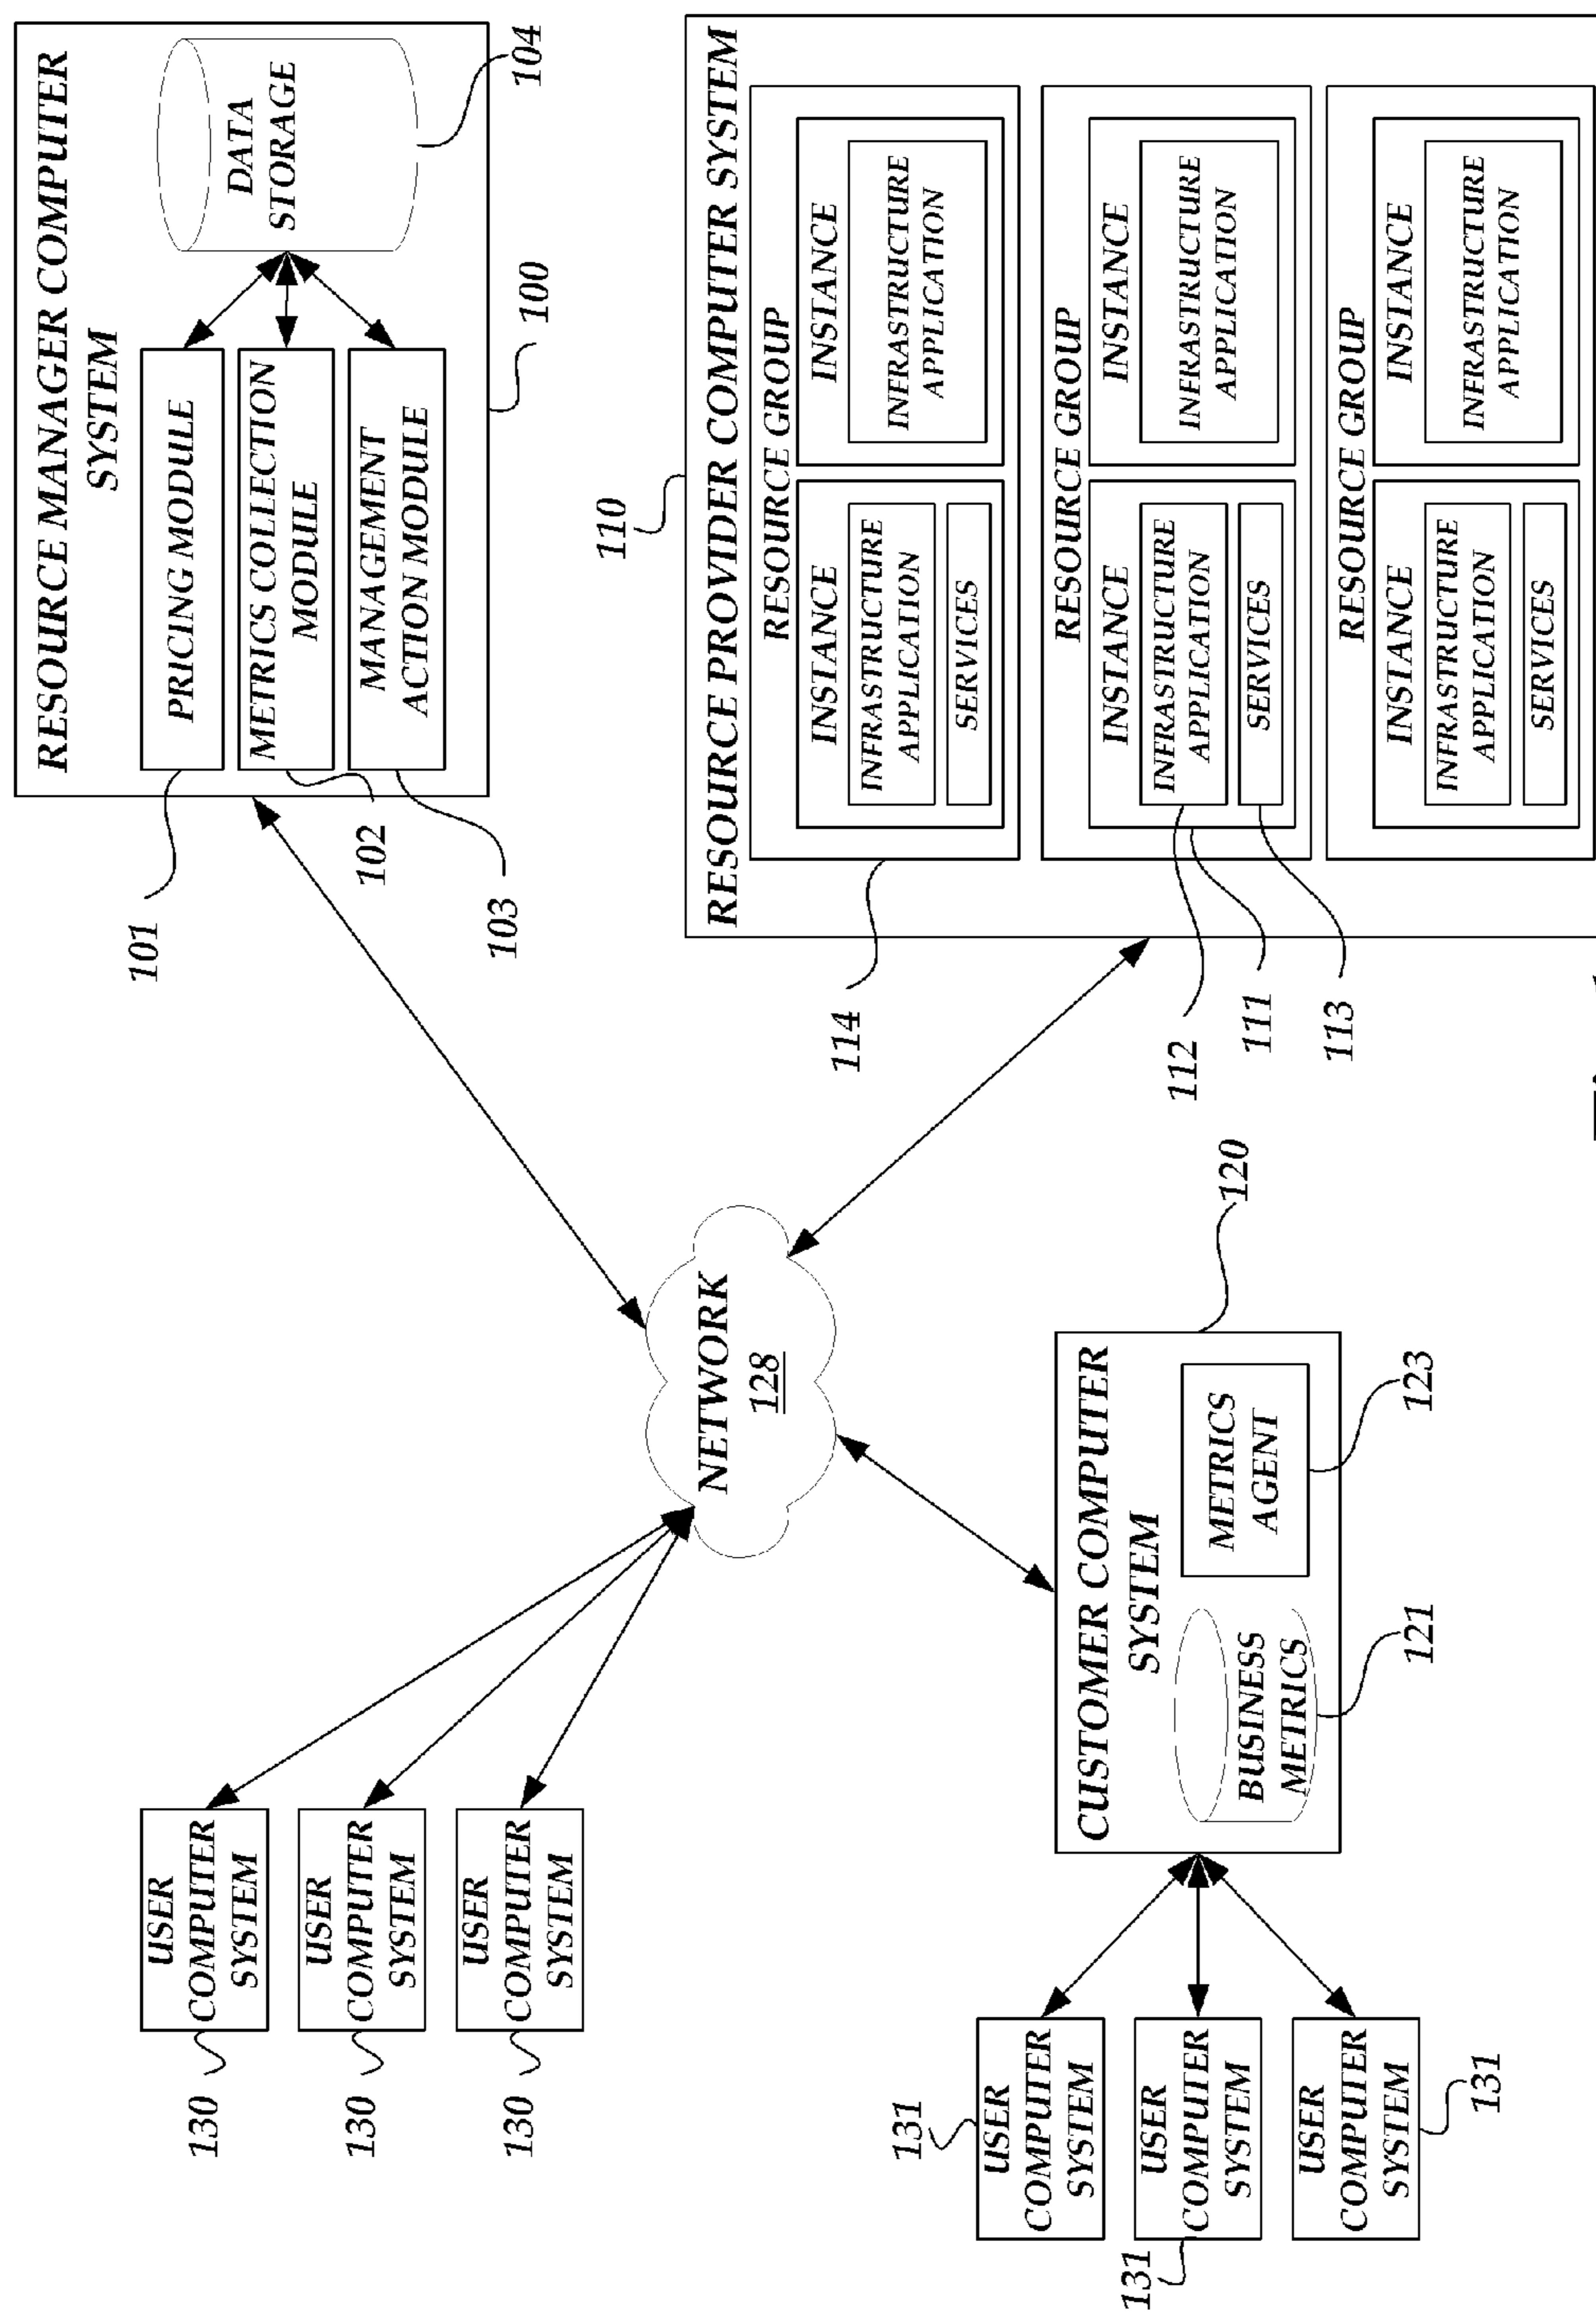 RESOURCE MANAGER COMPUTER
SYSTEM
PRICING MODULE
METRICS COLLECTION
MODULE
MANAGEMENT
ACTION MODULE
DATA
STORAGE
101
102
103
104
100
USER
COMPUTER
SYSTEM
130
USER
COMPUTER
SYSTEM
130
USER
COMPUTER
SYSTEM
130
NETWORK
128
110
RESOURCE PROVIDER COMPUTER SYSTEM
RESOURCE GROUP
INSTANCE
INFRASTRUCTURE
APPLICATION
SERVICES
INSTANCE
INFRASTRUCTURE
APPLICATION
114
RESOURCE GROUP
INSTANCE
INFRASTRUCTURE
APPLICATION
SERVICES
INSTANCE
INFRASTRUCTURE
APPLICATION
112
111
113
RESOURCE GROUP
INSTANCE
INFRASTRUCTURE
APPLICATION
SERVICES
INSTANCE
INFRASTRUCTURE
APPLICATION
CUSTOMER COMPUTER
SYSTEM
BUSINESS
METRICS
METRICS
AGENT
120
121
123
USER
COMPUTER
SYSTEM
131
USER
COMPUTER
SYSTEM
131
USER
COMPUTER
SYSTEM
131